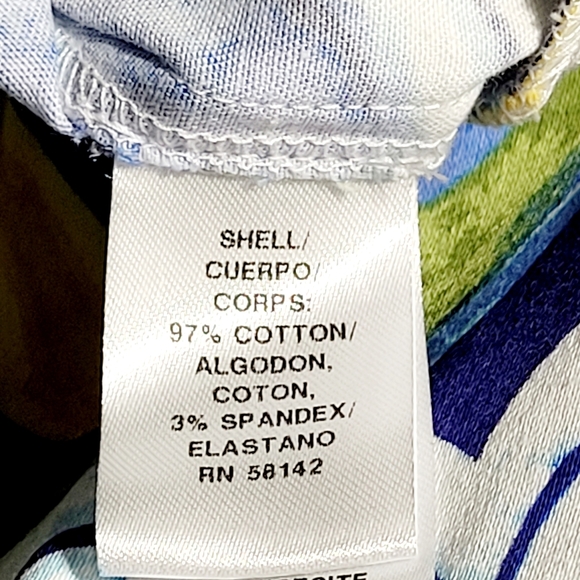 SHELL/
CUERPO/
CORPS:
97% COTTON/
ALGODON,
COTON,
3% SPANDEX/
ELASTANO
RN 58142